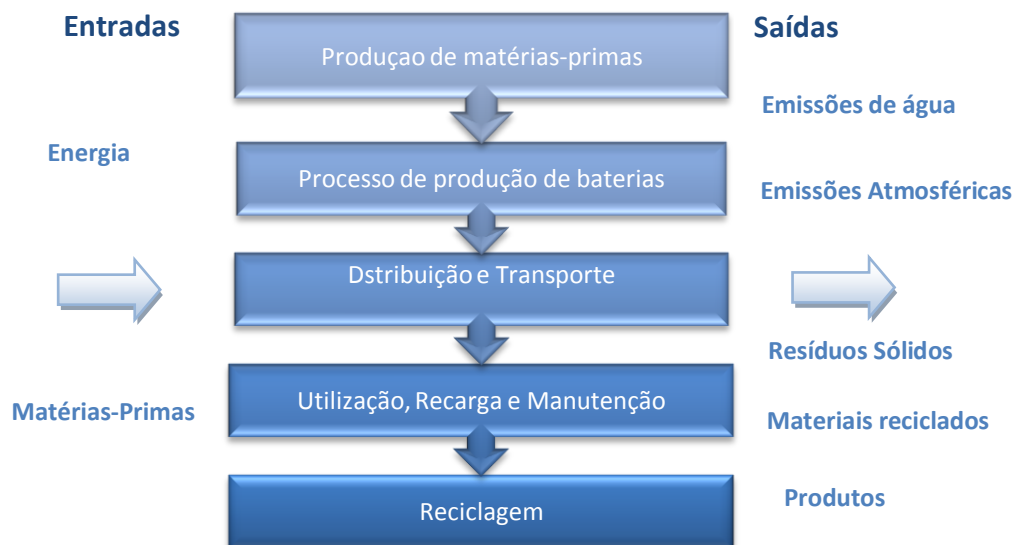 Entradas
Saídas
Produçao de matérias-primas
Emissões de água
Energia
Processo de produção de baterias
Emissões Atmosféricas
Dstribuição e Transporte
Resíduos Sólidos
Utilização, Recarga e Manutenção
Matérias-Primas
Materiais reciclados
Produtos
Reciclagem